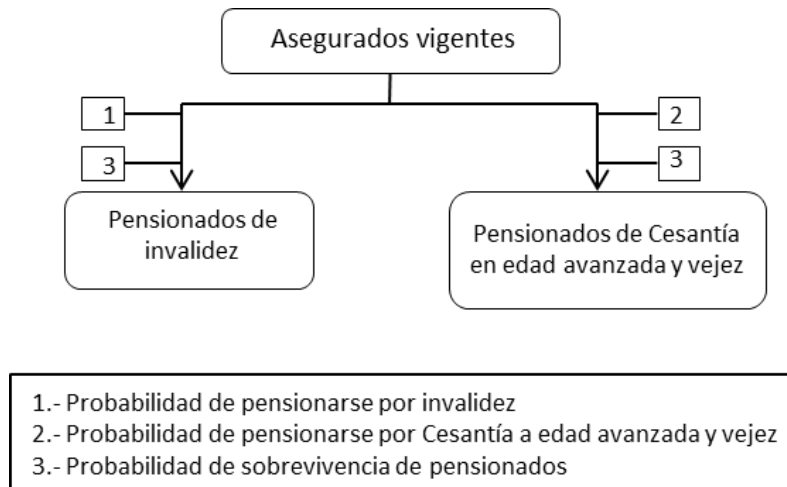 Asegurados vigentes
1
2
3
3
Pensionados de
invalidez
Pensionados de Cesantía
en edad avanzada y vejez
1.- Probabilidad de pensionarse por invalidez
2.- Probabilidad de pensionarse por Cesantía a edad avanzada y vejez
3.- Probabilidad de sobrevivencia de pensionados